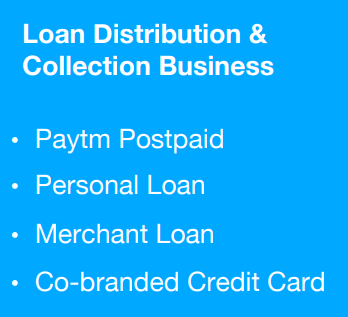 Loan Distribution &
Collection Business
• Paytm Postpaid
• Personal Loan
• Merchant Loan
• Co-branded Credit Card